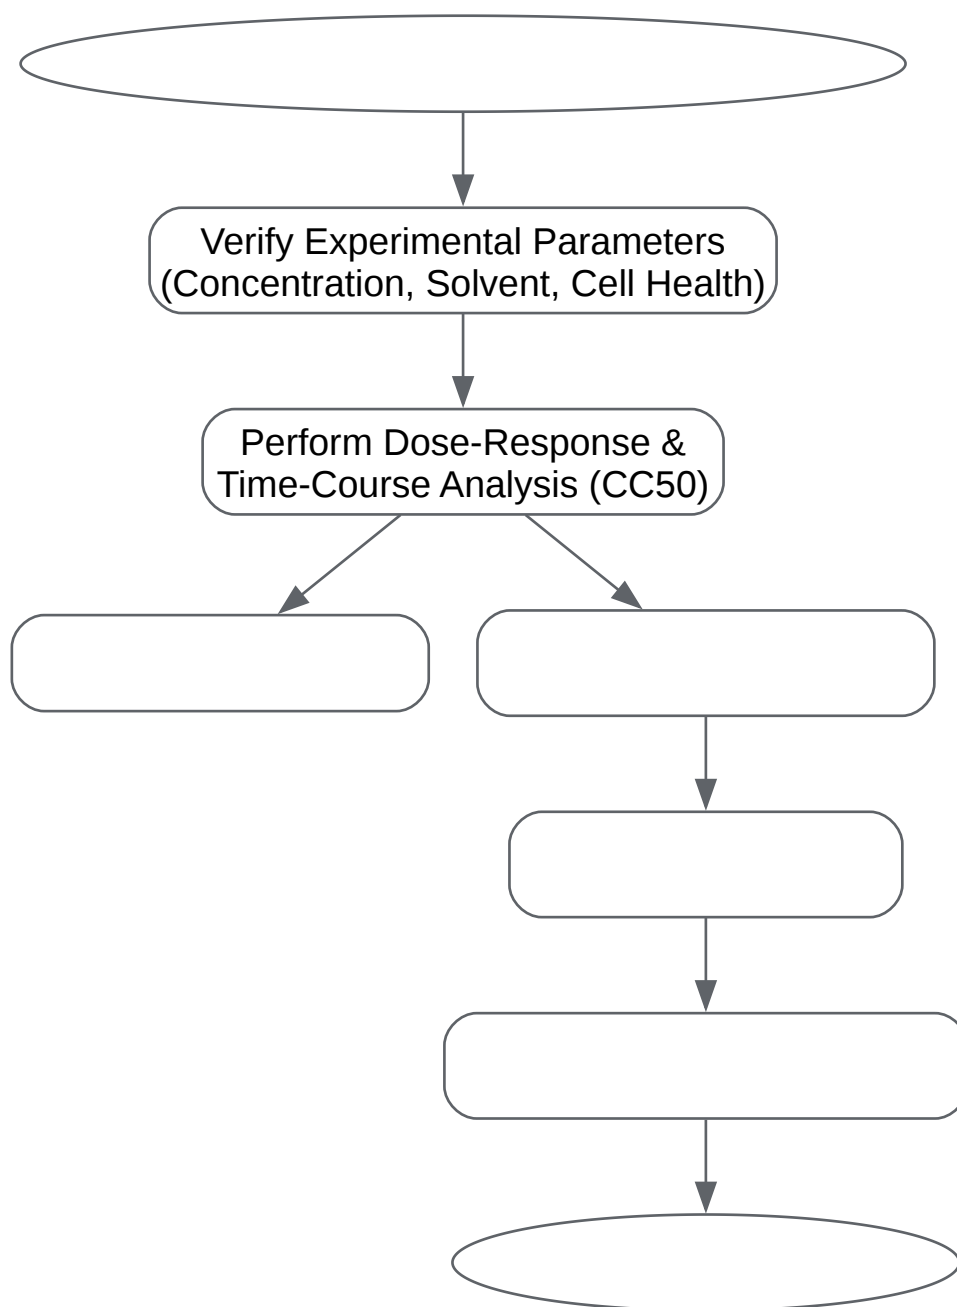 Verify Experimental Parameters
(Concentration, Solvent, Cell Health)
Perform Dose-Response &
Time-Course Analysis (CC50)